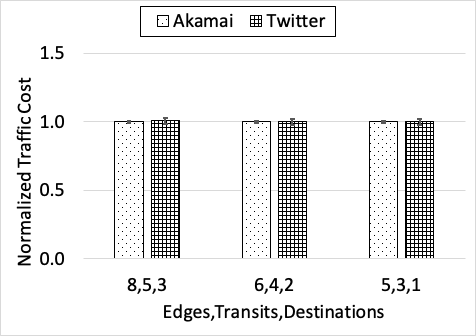 Akamai Twitter
Normalized Traffic Cost
1.5
1.0
0.5
0.0
8,5,3 6,4,2 5,3,1
Edges,Transits,Destinations